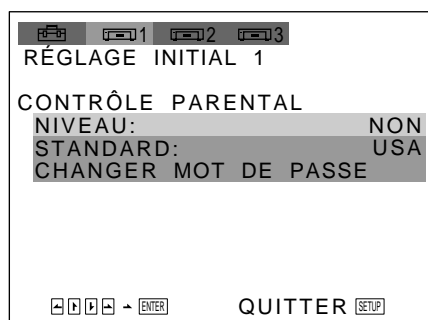 1 2 3
RÉGLAGE INITIAL 1
CONTRÔLE PARENTAL
NIVEAU: NON
STANDARD: USA
CHANGER MOT DE PASSE
ENTER QUITTER SETUP